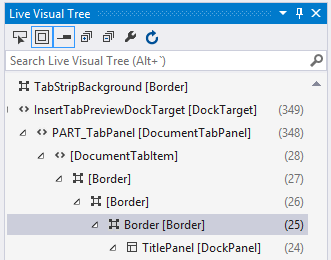 Live Visual Tree
Search Live Visual Tree (Alt+`)
TabStripBackground [Border]
InsertTabPreviewDockTarget [DockTarget] (349)
PART_TabPanel [DocumentTabPanel] (348)
[DocumentTabItem] (28)
[Border] (27)
[Border] (26)
Border [Border] (25)
TitlePanel [DockPanel] (24)